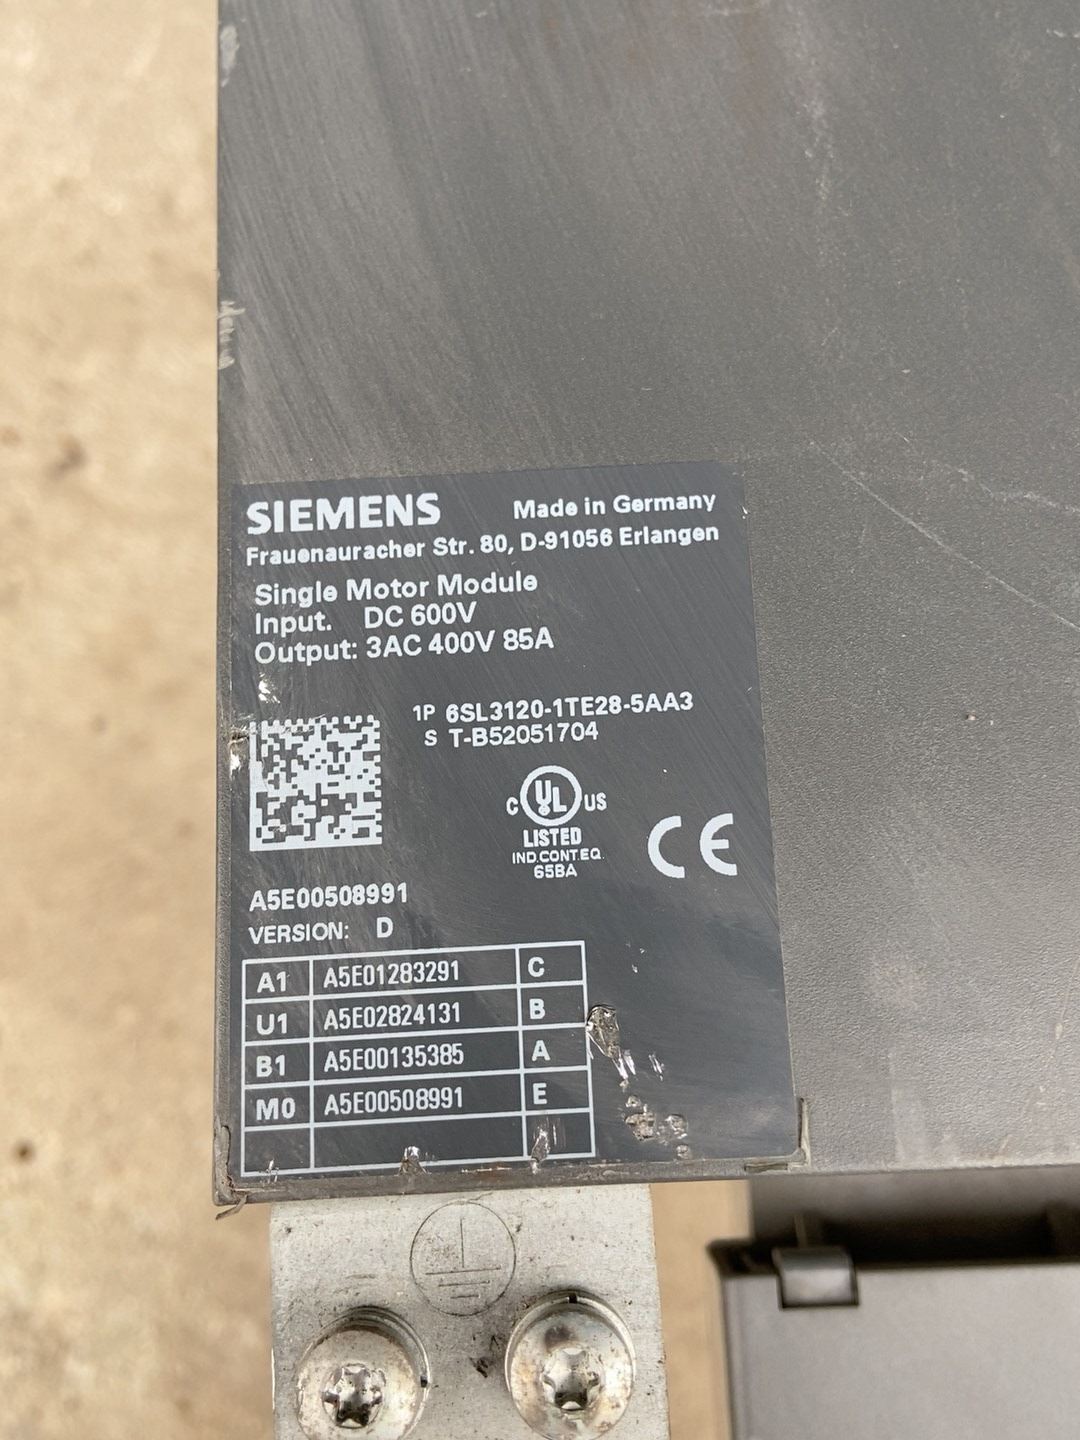 SIEMENS Made in Germany
Frauenauracher Str. 80, D-91056 Erlangen
Single Motor Module
Input. DC 600V
Output: 3AC 400V 85A
1P 6SL3120-1TE28-5AA3
S T-B52051704
C UL US
LISTED
IND.CONT.EQ.
65BA
CE
A5E00508991
VERSION: D
A1 A5E01283291 C
U1 A5E02824131 B
B1 A5E00135385 A
M0 A5E00508991 E